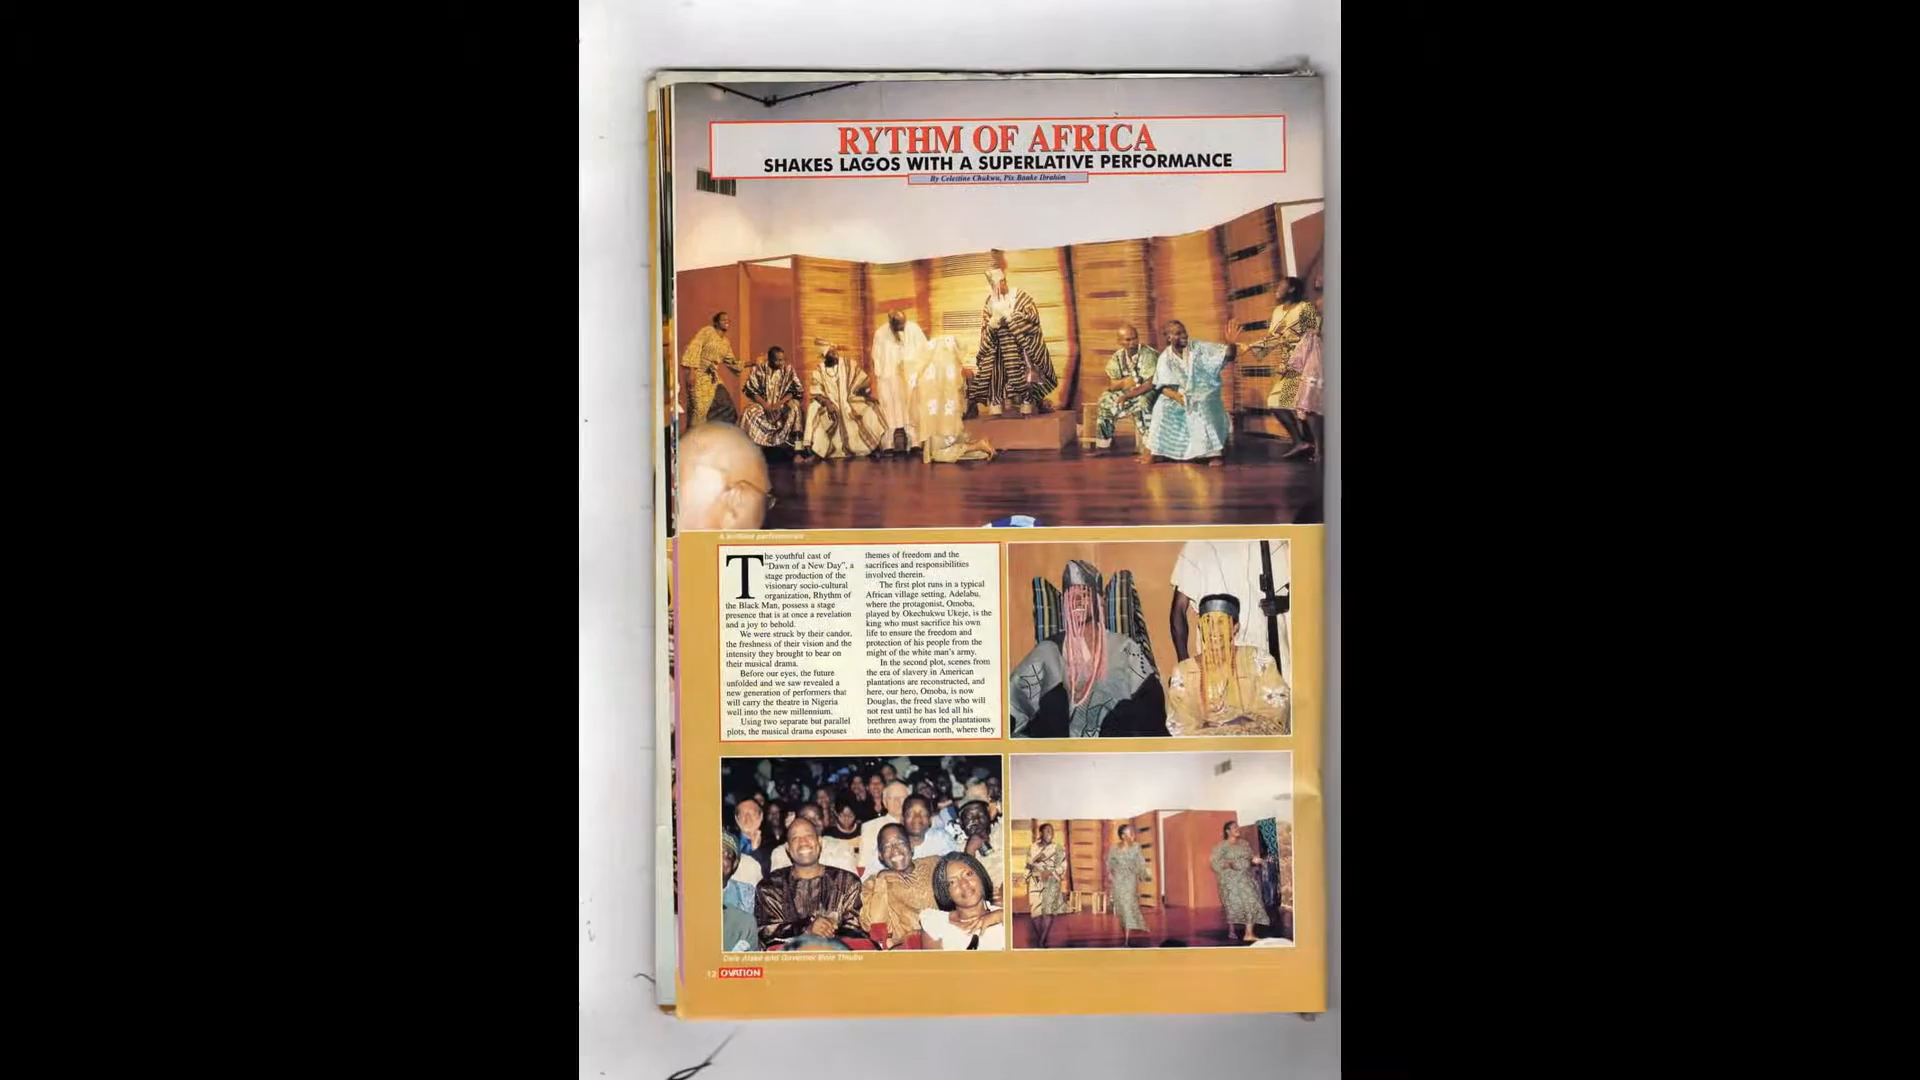 RYTHM OF AFRICA
SHAKES LAGOS WITH A SUPERLATIVE PERFORMANCE
By Celestine Chukwu, Pix Banke Ibrahim
A brilliant performance
The youthful cast of
"Dawn of a New Day", a
stage production of the
visionary socio-cultural
organization, Rhythm of
the Black Man, possess a stage
presence that is at once a revelation
and a joy to behold.
We were struck by their candor,
the freshness of their vision and the
intensity they brought to bear on
their musical drama.
Before our eyes, the future
unfolded and we saw revealed a
new generation of performers that
will carry the theatre in Nigeria
well into the new millennium.
Using two separate but parallel
plots, the musical drama espouses
themes of freedom and the
sacrifices and responsibilities
involved therein.
The first plot runs in a typical
African village setting, Adelabu,
where the protagonist, Omoba,
played by Okechukwu Ukeje, is the
king who must sacrifice his own
life to ensure the freedom and
protection of his people from the
might of the white man's army.
In the second plot, scenes from
the era of slavery in American
plantations are reconstructed, and
here, our hero, Omoba, is now
Douglas, the freed slave who will
not rest until he has led all his
brethren away from the plantations
into the American north, where they
and Governor Tinubu
12 OVATION